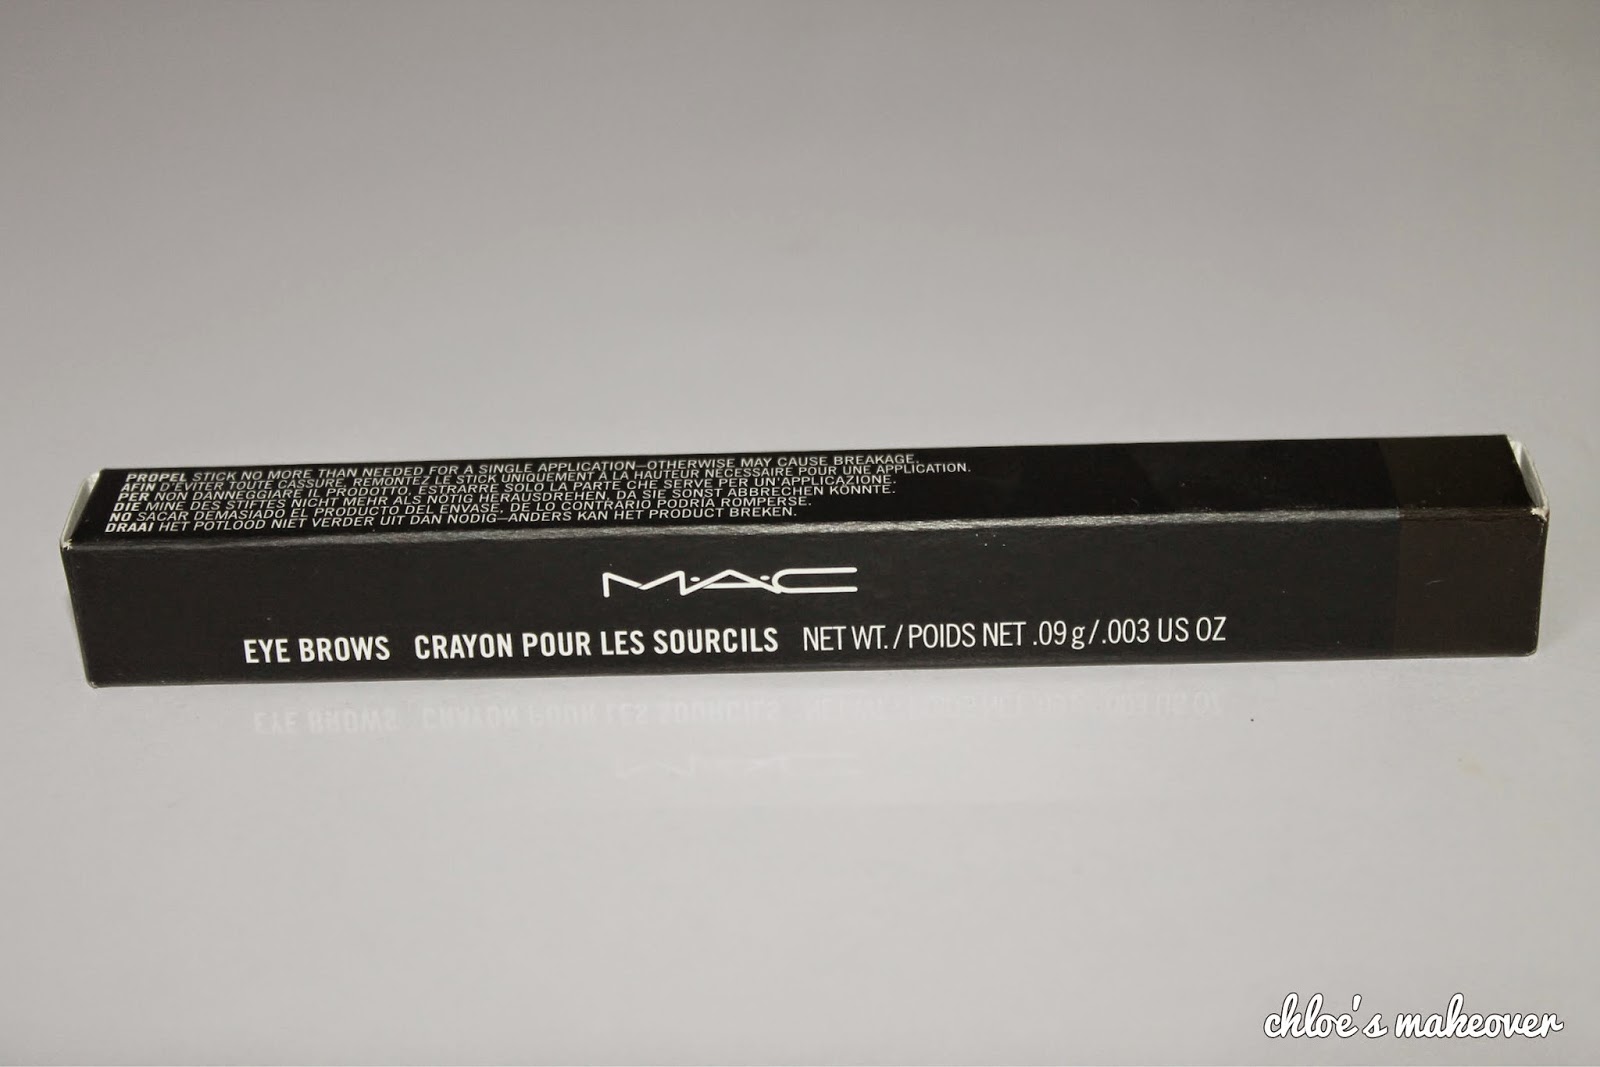 PROPEL STICK NO MORE THAN NEEDED FOR A SINGLE APPLICATION—OTHERWISE MAY CAUSE BREAKAGE.
AFIN D'ÉVITER TOUTE CASSURE, REMONTEZ LE STICK UNIQUEMENT À LA HAUTEUR NÉCESSAIRE POUR UNE APPLICATION.
PER NON DANNEGGIARE IL PRODOTTO, ESTRARRE SOLO LA PARTE CHE SERVE PER UN'APPLICAZIONE.
DIE MINE DES STIFTES NICHT MEHR ALS NÖTIG HERAUSDREHEN, DA SIE SONST ABBRECHEN KÖNNTE.
NO SACAR DEMASIADO EL PRODUCTO DEL ENVASE, DE LO CONTRARIO PODRÍA ROMPERSE.
DRAAI HET POTLOOD NIET VERDER UIT DAN NODIG—ANDERS KAN HET PRODUCT BREKEN.
M·A·C
EYE BROWS CRAYON POUR LES SOURCILS NET WT. / POIDS NET .09 g / .003 US OZ
chloe's makeover